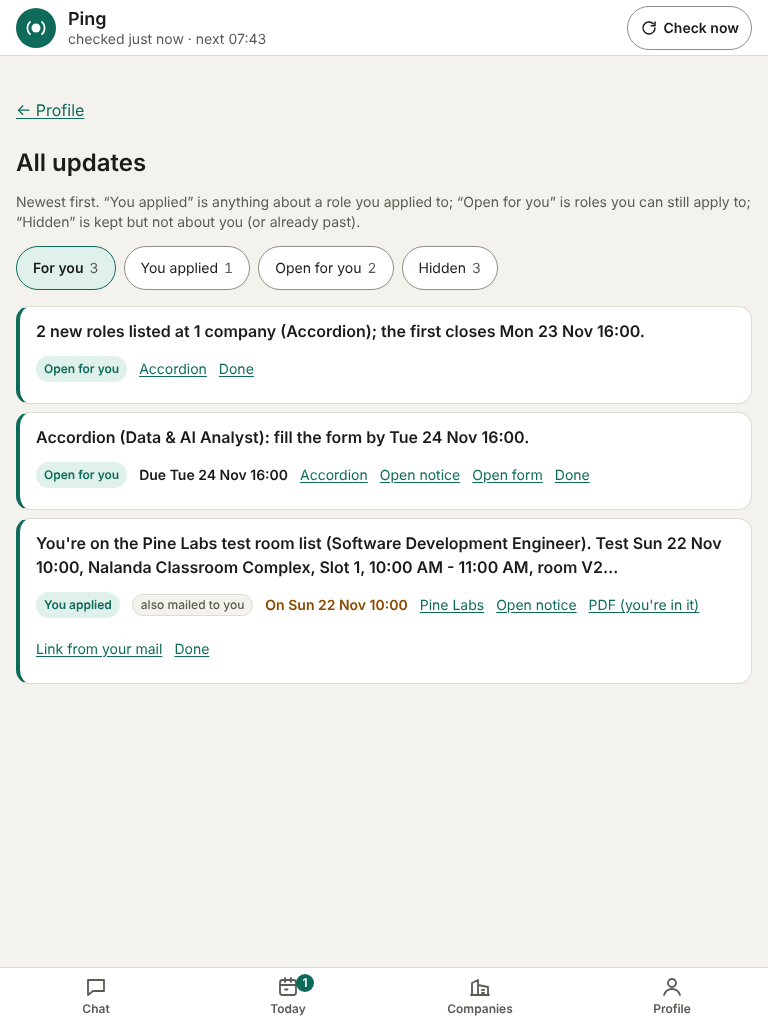 Ping
checked just now · next 07:43
Check now
← Profile
All updates
Newest first. “You applied” is anything about a role you applied to; “Open for you” is roles you can still apply to;
“Hidden” is kept but not about you (or already past).
For you 3
You applied 1
Open for you 2
Hidden 3
2 new roles listed at 1 company (Accordion); the first closes Mon 23 Nov 16:00.
Open for you Accordion Done
Accordion (Data & AI Analyst): fill the form by Tue 24 Nov 16:00.
Open for you Due Tue 24 Nov 16:00 Accordion Open notice Open form Done
You're on the Pine Labs test room list (Software Development Engineer). Test Sun 22 Nov
10:00, Nalanda Classroom Complex, Slot 1, 10:00 AM - 11:00 AM, room V2…
You applied also mailed to you On Sun 22 Nov 10:00 Pine Labs Open notice PDF (you're in it)
Link from your mail Done
1
Chat
Today
Companies
Profile